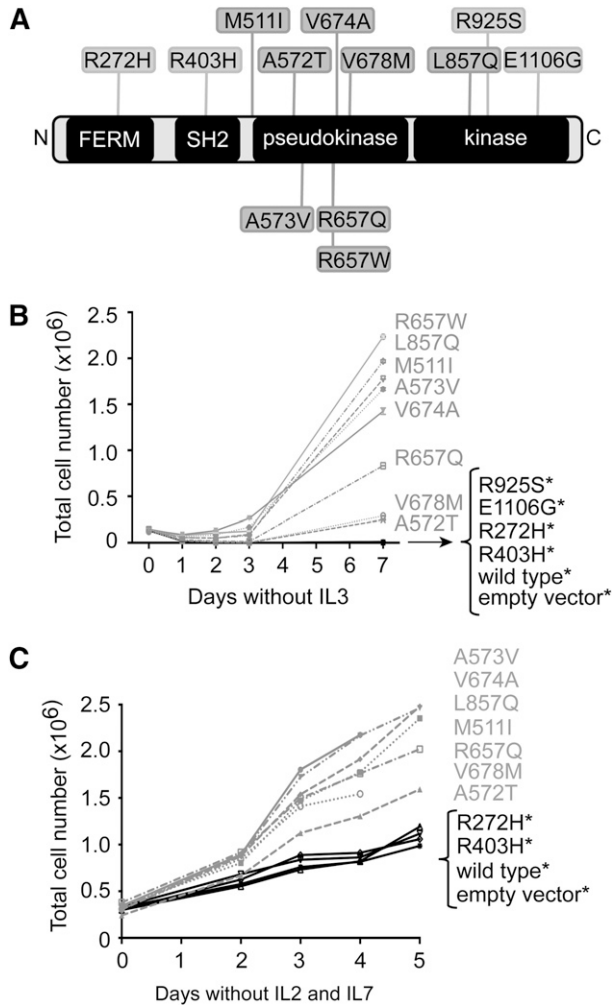 A
M511I V674A R925S
R272H R403H A572T V678M L857Q E1106G
N FERM SH2 pseudokinase kinase C
A573V R657Q
R657W
B
Total cell number (x10⁶)
2.5
2.0
1.5
1.0
0.5
0
0 1 2 3 4 5 6 7
Days without IL3
R657W
L857Q
M511I
A573V
V674A
R657Q
V678M
A572T
R925S*
E1106G*
R272H*
R403H*
wild type*
empty vector*
C
Total cell number (x10⁶)
2.5
2.0
1.5
1.0
0.5
0
0 1 2 3 4 5
Days without IL2 and IL7
A573V
V674A
L857Q
M511I
R657Q
V678M
A572T
R272H*
R403H*
wild type*
empty vector*